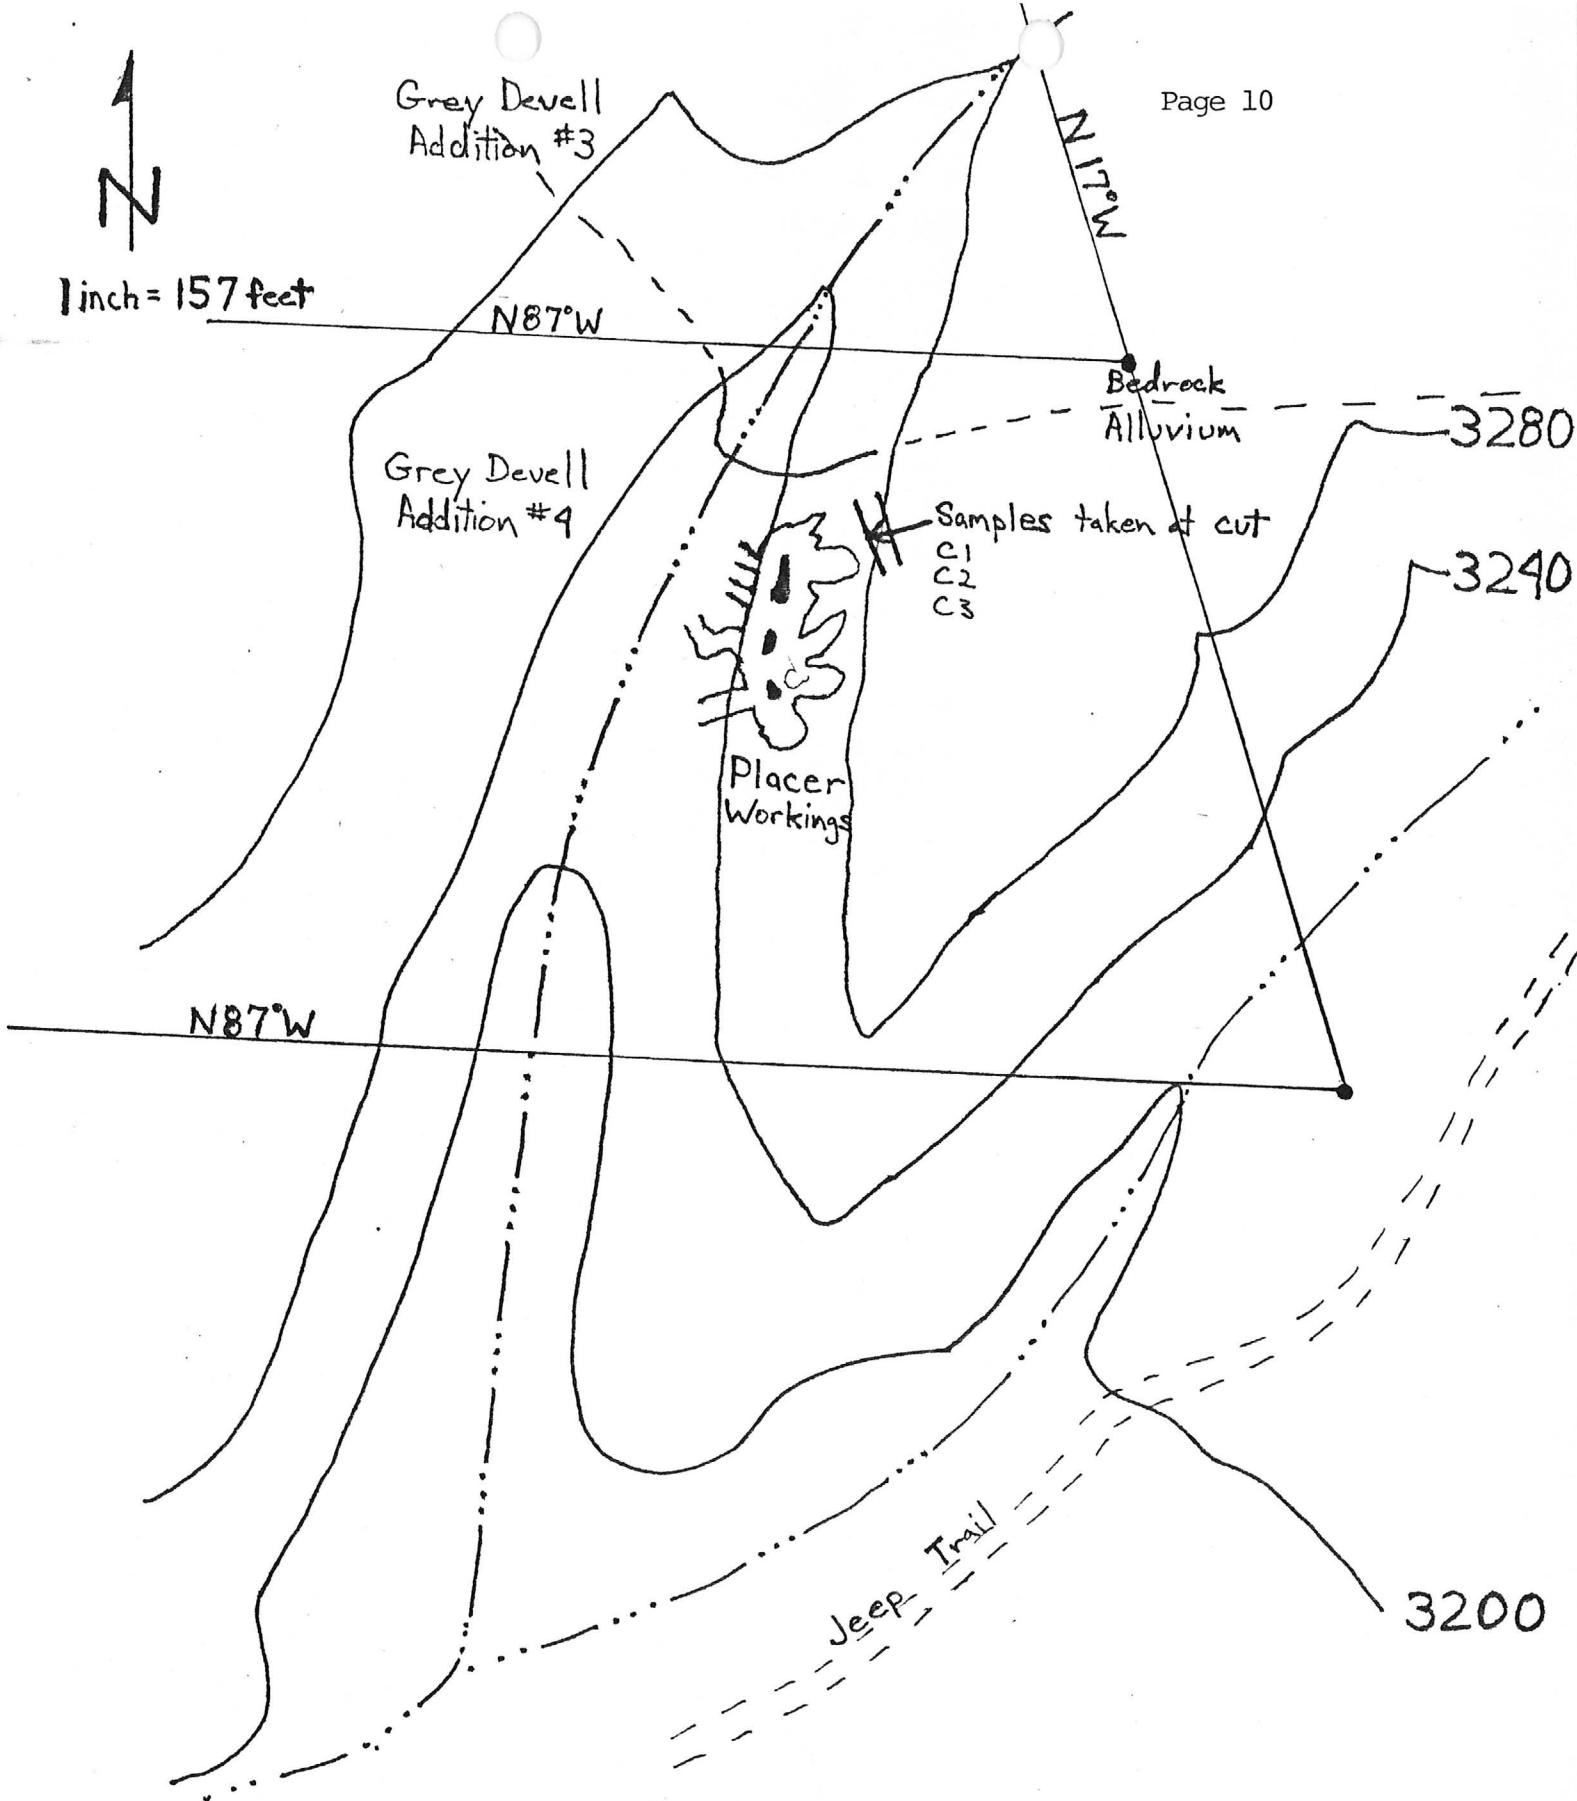 Page 10
Grey Devell
Addition #3
N
N17°W
1 inch = 157 feet
N87°W
Bedrock
Alluvium
3280
Grey Devell
Addition #4
Samples taken at cut
C1
C2
C3
3240
Placer
Workings
N87°W
Jeep Trail
3200